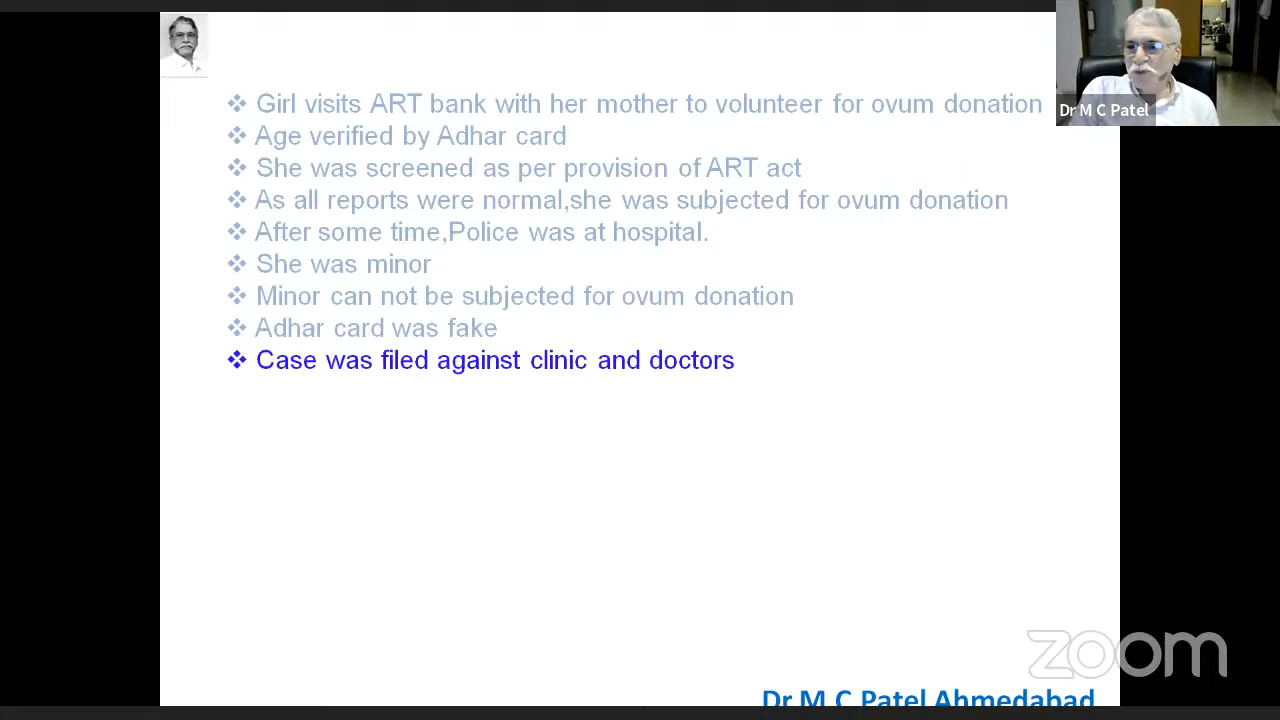 Dr M C Patel
❖ Girl visits ART bank with her mother to volunteer for ovum donation
❖ Age verified by Adhar card
❖ She was screened as per provision of ART act
❖ As all reports were normal,she was subjected for ovum donation
❖ After some time,Police was at hospital.
❖ She was minor
❖ Minor can not be subjected for ovum donation
❖ Adhar card was fake
❖ Case was filed against clinic and doctors
zoom
Dr M C Patel Ahmedabad